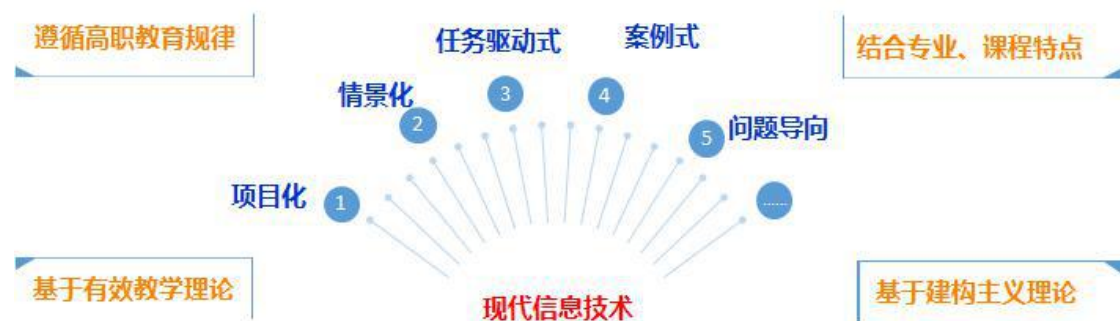 遵循高职教育规律
任务驱动式
案例式
结合专业、课程特点
情景化
3
4
2
5
问题导向
项目化
1
......
基于有效教学理论
现代信息技术
基于建构主义理论